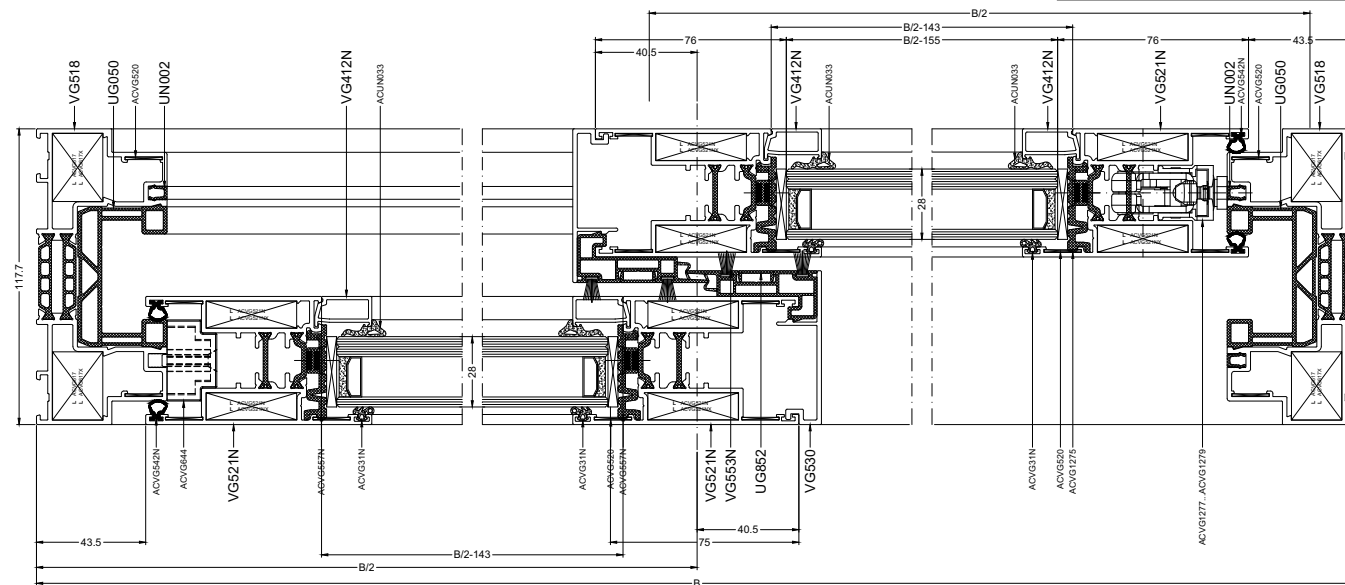 B/2
B/2-143
76
B/2-155
76
43.5
40.5
VG518
UG050
ACVG520
UN002
VG412N
ACUN033
VG412N
ACUN033
ACUN033
VG412N
VG521N
UN002
ACVG542N
ACVG520
UG050
VG518
28
117.7
28
ACVG542N
ACVG644
VG521N
ACVG557N
ACVG31N
ACVG31N
ACVG520
ACVG557N
VG521N
VG553N
UG852
VG530
ACVG31N
ACVG520
ACVG1275
ACVG1277...ACVG1279
43.5
40.5
75
B/2-143
B/2
B